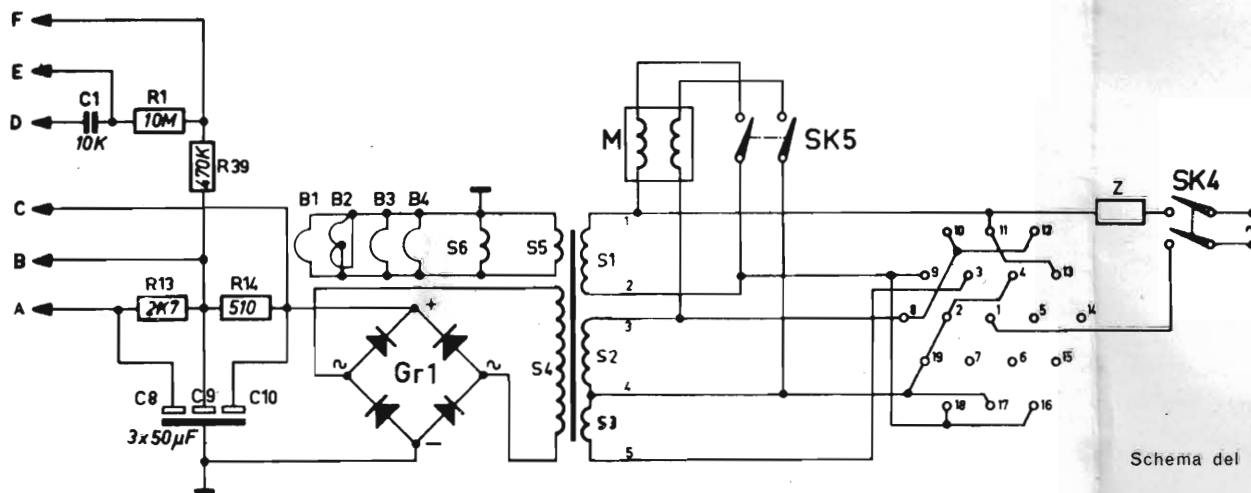 F
E
C1 R1
D 10K 10M
470K R39
M SK5
Z SK4
C
B1 B2 B3 B4
S6 S5
1
S1
2
10 11 12
9 3 4 13
B
R13 R14
A 2K7 510
+
3
8 2 1 5 14
~ Gr1 ~
S4 S2
4
19 7 6 15
C8 C9 C10
3x50µF
S3
18 17 16
−
5
~
Schema del